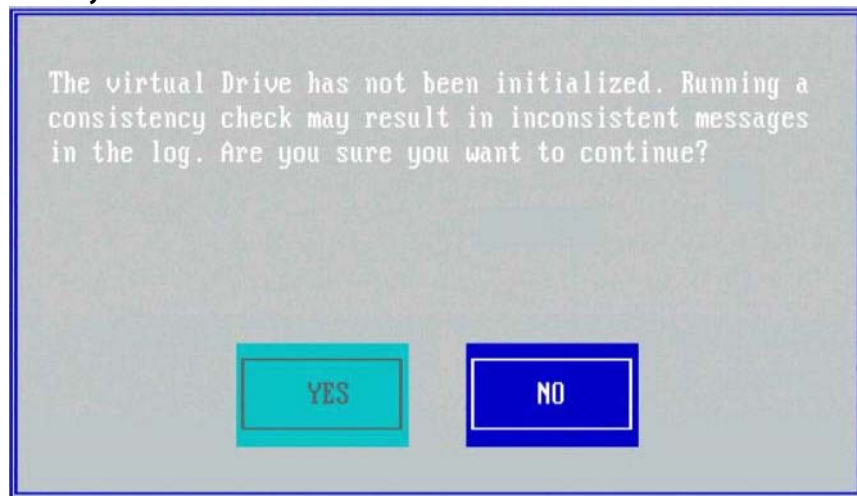 The virtual Drive has not been initialized. Running a
consistency check may result in inconsistent messages
in the log. Are you sure you want to continue?
YES
NO